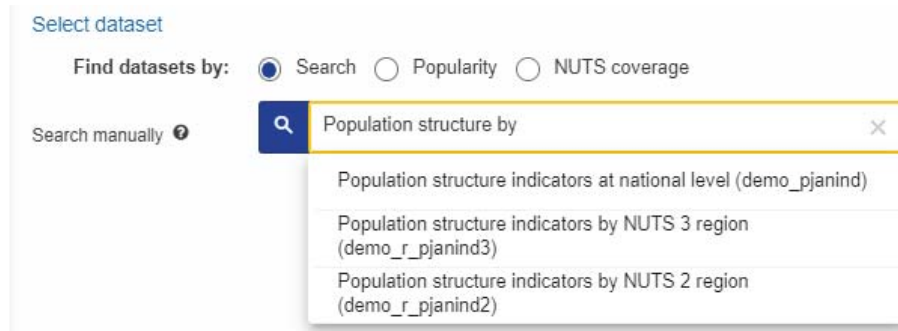 Select dataset
Find datasets by: Search Popularity NUTS coverage
Search manually ? Population structure by ×
Population structure indicators at national level (demo_pjanind)
Population structure indicators by NUTS 3 region
(demo_r_pjanind3)
Population structure indicators by NUTS 2 region
(demo_r_pjanind2)